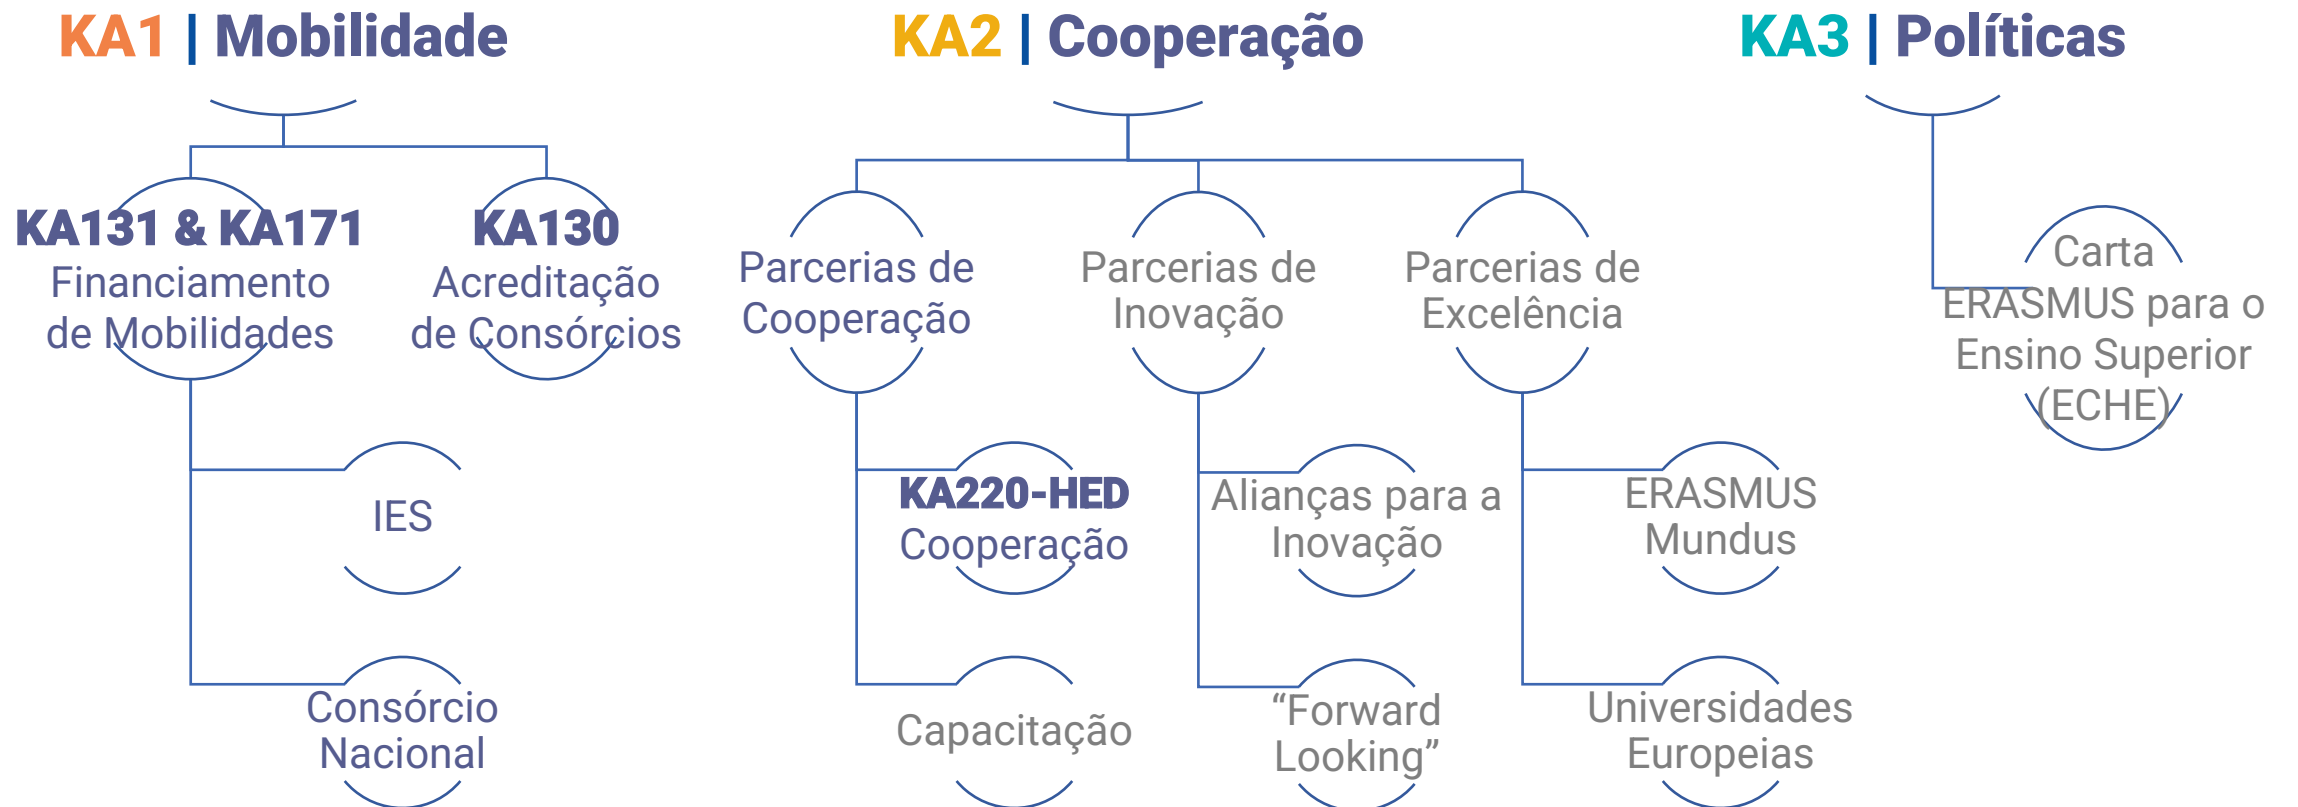 KA1 | Mobilidade
KA131 & KA171
Financiamento
de Mobilidades
KA130
Acreditação
de Consórcios
IES
Consórcio
Nacional
KA2 | Cooperação
Parcerias de
Cooperação
KA220-HED
Cooperação
Capacitação
Parcerias de
Inovação
Alianças para a
Inovação
“Forward
Looking”
Parcerias de
Excelência
ERASMUS
Mundus
Universidades
Europeias
KA3 | Políticas
Carta
ERASMUS para o
Ensino Superior
(ECHE)